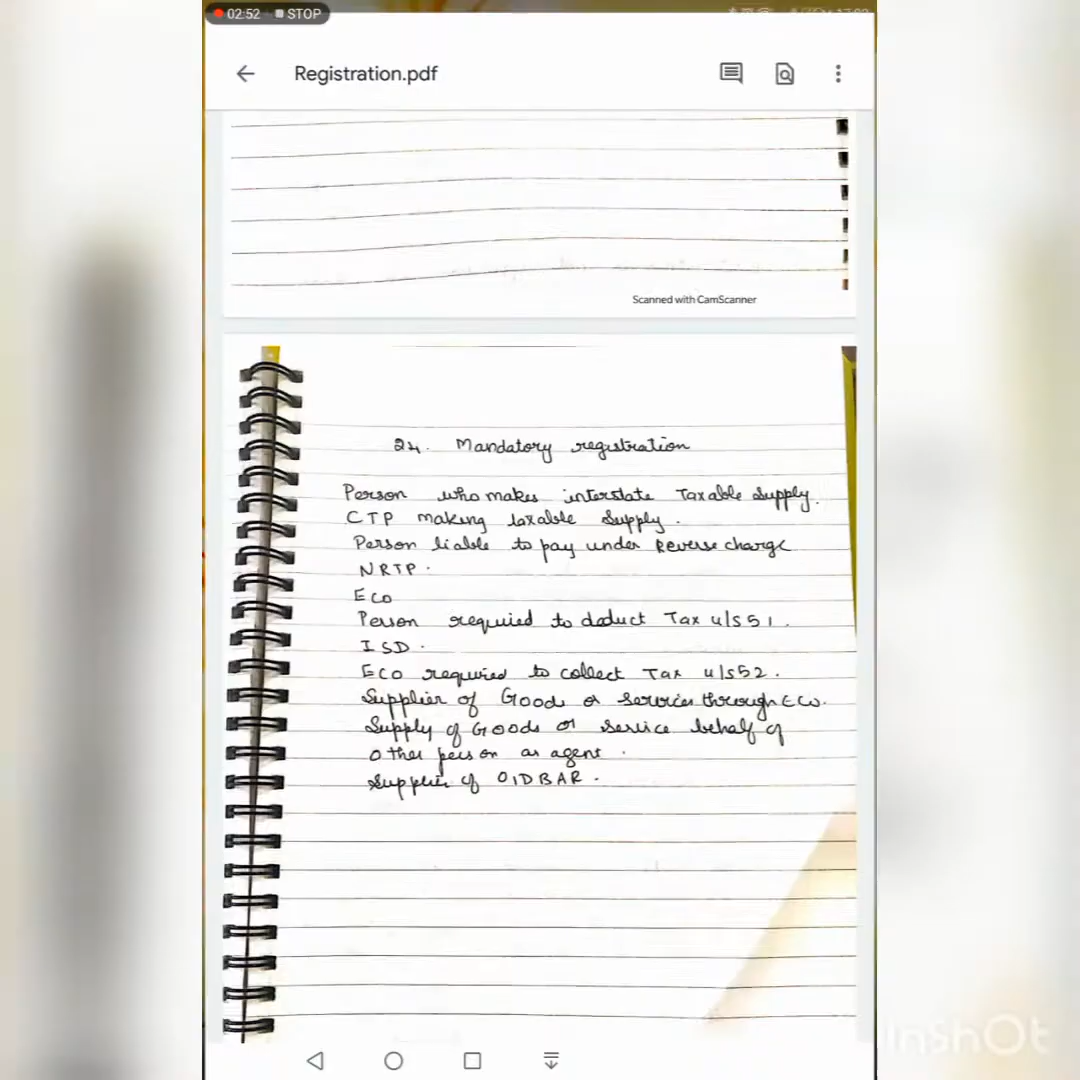 02:52 STOP
Registration.pdf
Scanned with CamScanner
24. Mandatory registration
Person who makes interstate Taxable Supply.
CTP making taxable Supply.
Person liable to pay under Reverse charge
NRTP.
ECO
Person required to deduct Tax u/s 51.
ISD.
ECO required to collect Tax u/s 52.
Supplier of Goods or Services through ECO.
Supply of Goods or Service behalf of
other person as agent.
Supplier of OIDBAR.
InShOt